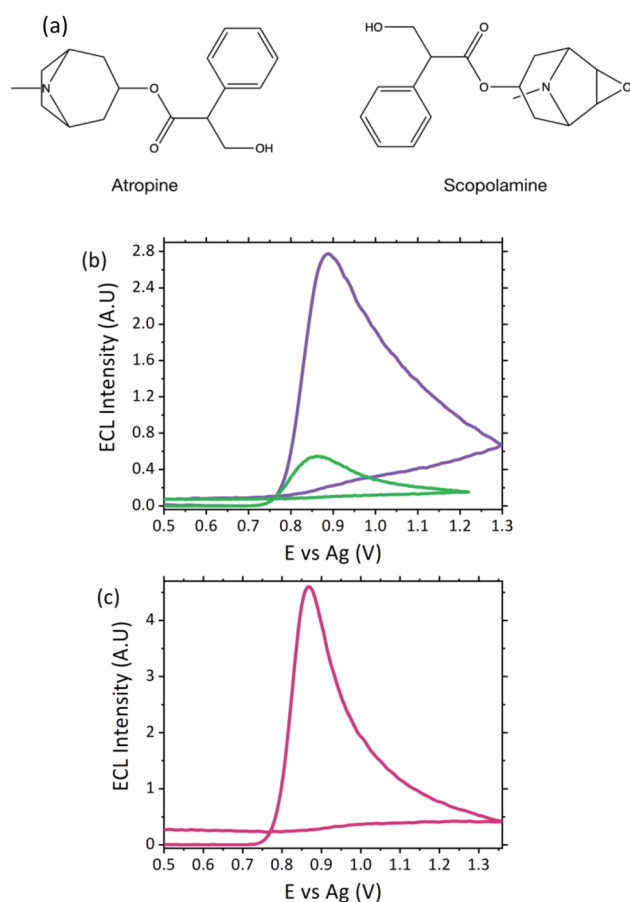 (a)
HO
O
N
O
O
OH
O
N
O
Atropine
Scopolamine
(b)
ECL Intensity (A.U)
2.8
2.4
2.0
1.6
1.2
0.8
0.4
0.0
0.5 0.6 0.7 0.8 0.9 1.0 1.1 1.2 1.3
E vs Ag (V)
(c)
ECL Intensity (A.U)
4
3
2
1
0
0.5 0.6 0.7 0.8 0.9 1.0 1.1 1.2 1.3
E vs Ag (V)